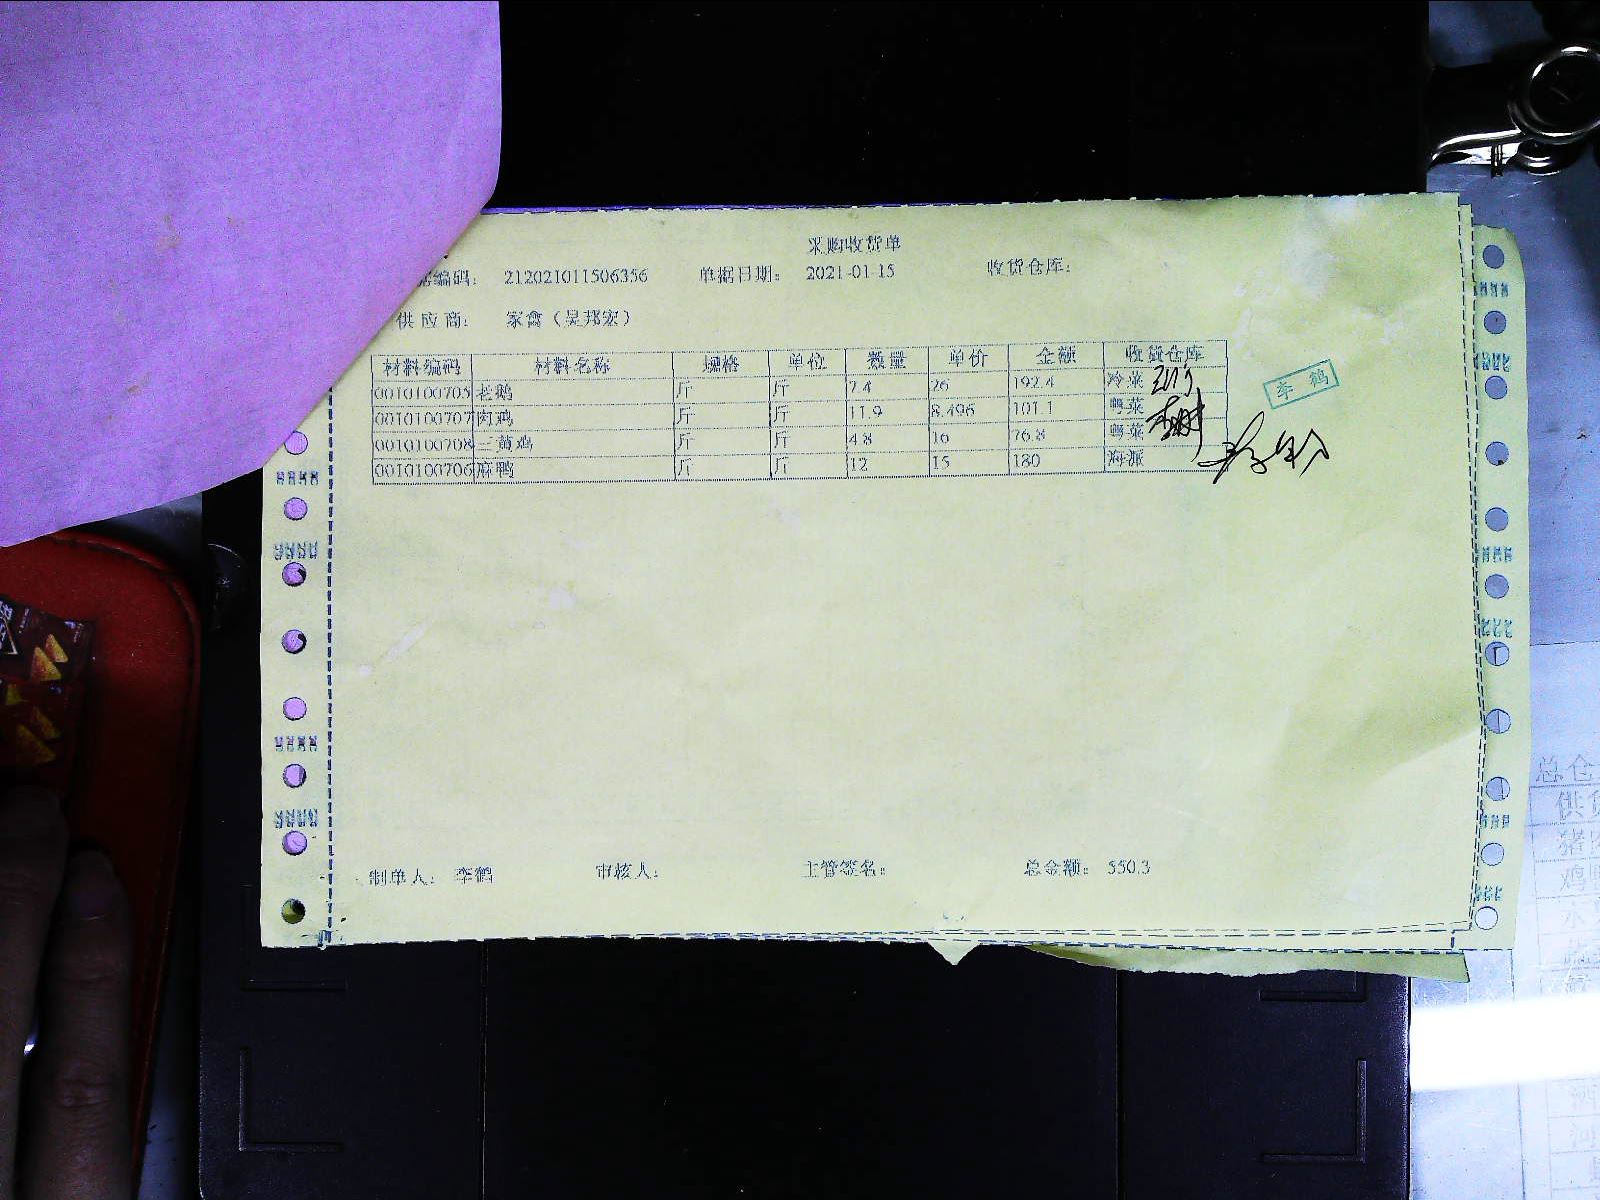 采购收货单
据编码： 212021011506356 单据日期： 2021-01-15 收货仓库：
供应商： 家禽（吴邦宏）
材料编码 材料名称 规格 单位 数量 单价 金额 收货仓库
0010100705 老鹅 斤 斤 7.4 26 192.4 冷菜
0010100707 肉鸡 斤 斤 11.9 8.496 101.1 粤菜
0010100708 三黄鸡 斤 斤 4.8 16 76.8 粤菜
0010100706 麻鸭 斤 斤 12 15 180 海派
李鹤
制单人： 李鹤 审核人： 主管签名： 总金额： 550.3
总仓
供货